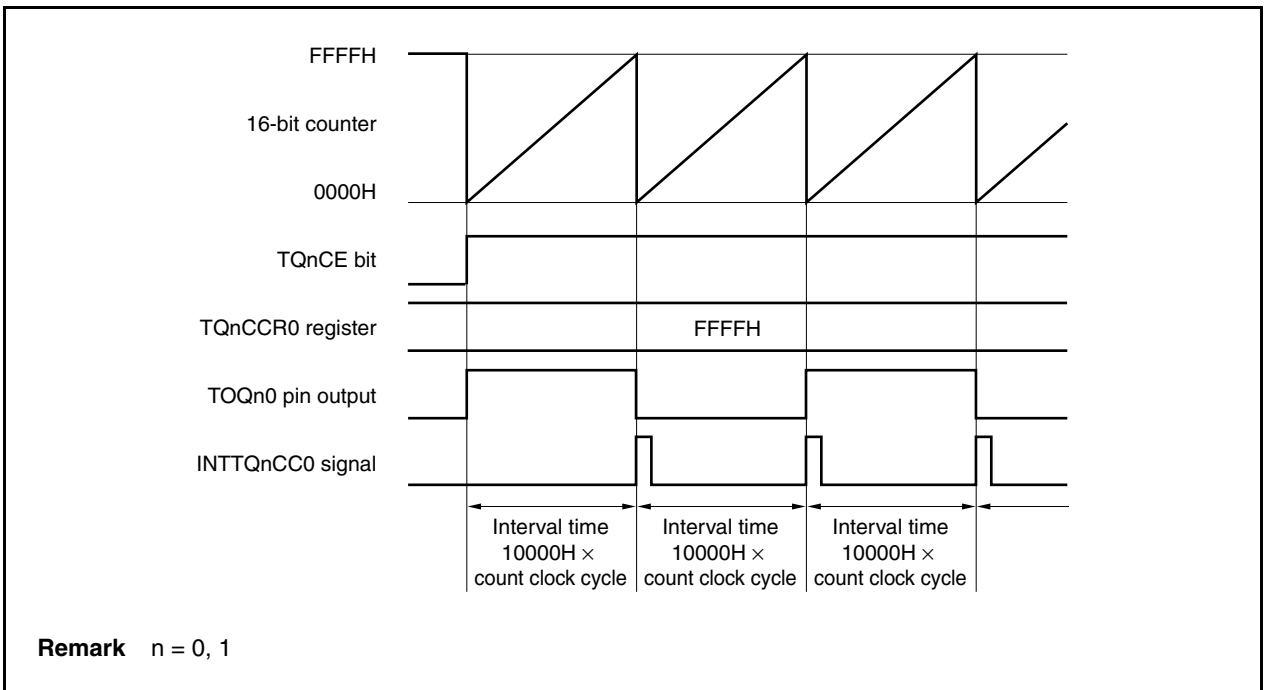 FFFFH
16-bit counter
0000H
TQnCE bit
TQnCCR0 register
FFFFH
TOQn0 pin output
INTTQnCC0 signal
Interval time
10000H ×
count clock cycle
Interval time
10000H ×
count clock cycle
Interval time
10000H ×
count clock cycle
Remark n = 0, 1